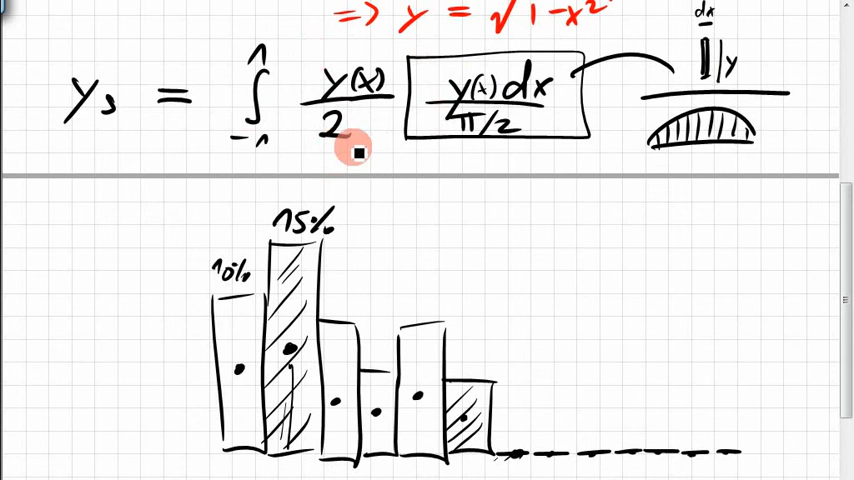 dx
⇒ y = √1-x²
y_s = ∫_{-1}^{1} y(x)/2 y(x)dx/π/2 y
15%
10%